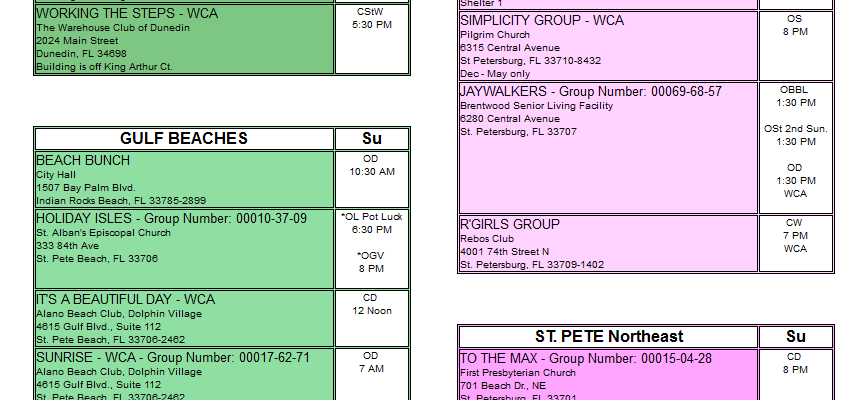 WORKING THE STEPS - WCA
The Warehouse Club of Dunedin
2024 Main Street
Dunedin, FL 34698
Building is off King Arthur Ct.
CStW
5:30 PM
GULF BEACHES
Su
BEACH BUNCH
City Hall
1507 Bay Palm Blvd.
Indian Rocks Beach, FL 33785-2899
OD
10:30 AM
HOLIDAY ISLES - Group Number: 00010-37-09
St. Alban's Episcopal Church
333 84th Ave
St. Pete Beach, FL 33706
*OL Pot Luck
6:30 PM
*OGV
8 PM
IT'S A BEAUTIFUL DAY - WCA
Alano Beach Club, Dolphin Village
4615 Gulf Blvd., Suite 112
St. Pete Beach, FL 33706-2462
CD
12 Noon
SUNRISE - WCA - Group Number: 00017-62-71
Alano Beach Club, Dolphin Village
4615 Gulf Blvd., Suite 112
St. Pete Beach, FL 33706-2462
OD
7 AM
Shelter 1
SIMPLICITY GROUP - WCA
Pilgrim Church
6315 Central Avenue
St Petersburg, FL 33710-8432
Dec - May only
OS
8 PM
JAYWALKERS - Group Number: 00069-68-57
Brentwood Senior Living Facility
6280 Central Avenue
St. Petersburg, FL 33707
OBBL
1:30 PM
OSt 2nd Sun.
1:30 PM
OD
1:30 PM
WCA
R'GIRLS GROUP
Rebos Club
4001 74th Street N
St. Petersburg, FL 33709-1402
CW
7 PM
WCA
ST. PETE Northeast
Su
TO THE MAX - Group Number: 00015-04-28
First Presbyterian Church
701 Beach Dr., NE
St. Petersburg, FL 33701
CD
8 PM